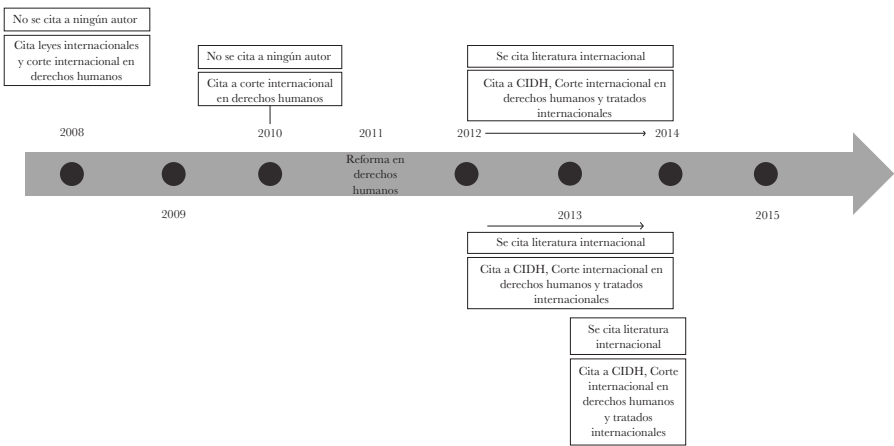 No se cita a ningún autor
Cita leyes internacionales
y corte internacional en
derechos humanos
No se cita a ningún autor
Cita a corte internacional
en derechos humanos
Se cita literatura internacional
Cita a CIDH, Corte internacional en
derechos humanos y tratados
internacionales
2008
2010
2011
2012
2014
Reforma en
derechos
humanos
2009
2013
2015
Se cita literatura internacional
Cita a CIDH, Corte internacional en
derechos humanos y tratados
internacionales
Se cita literatura
internacional
Cita a CIDH, Corte
internacional en
derechos humanos
y tratados
internacionales